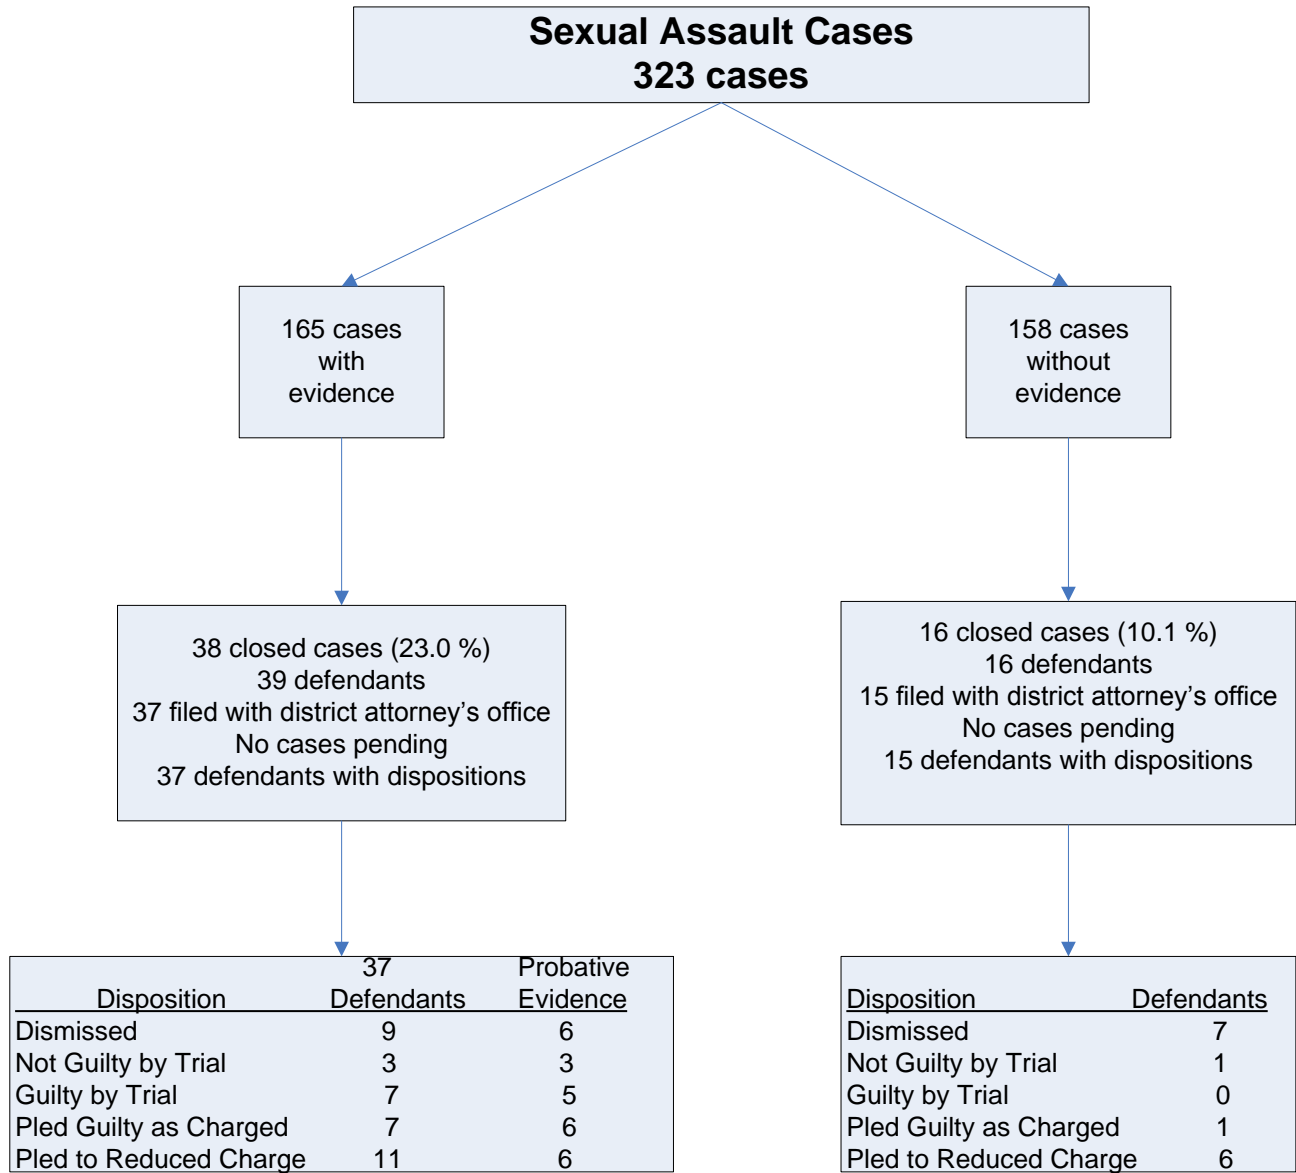 Sexual Assault Cases
323 cases
165 cases
with
evidence
158 cases
without
evidence
38 closed cases (23.0 %)
39 defendants
37 filed with district attorney’s office
No cases pending
37 defendants with dispositions
16 closed cases (10.1 %)
16 defendants
15 filed with district attorney’s office
No cases pending
15 defendants with dispositions
37 Probative
Disposition Defendants Evidence
Dismissed 9 6
Not Guilty by Trial 3 3
Guilty by Trial 7 5
Pled Guilty as Charged 7 6
Pled to Reduced Charge 11 6
Disposition Defendants
Dismissed 7
Not Guilty by Trial 1
Guilty by Trial 0
Pled Guilty as Charged 1
Pled to Reduced Charge 6